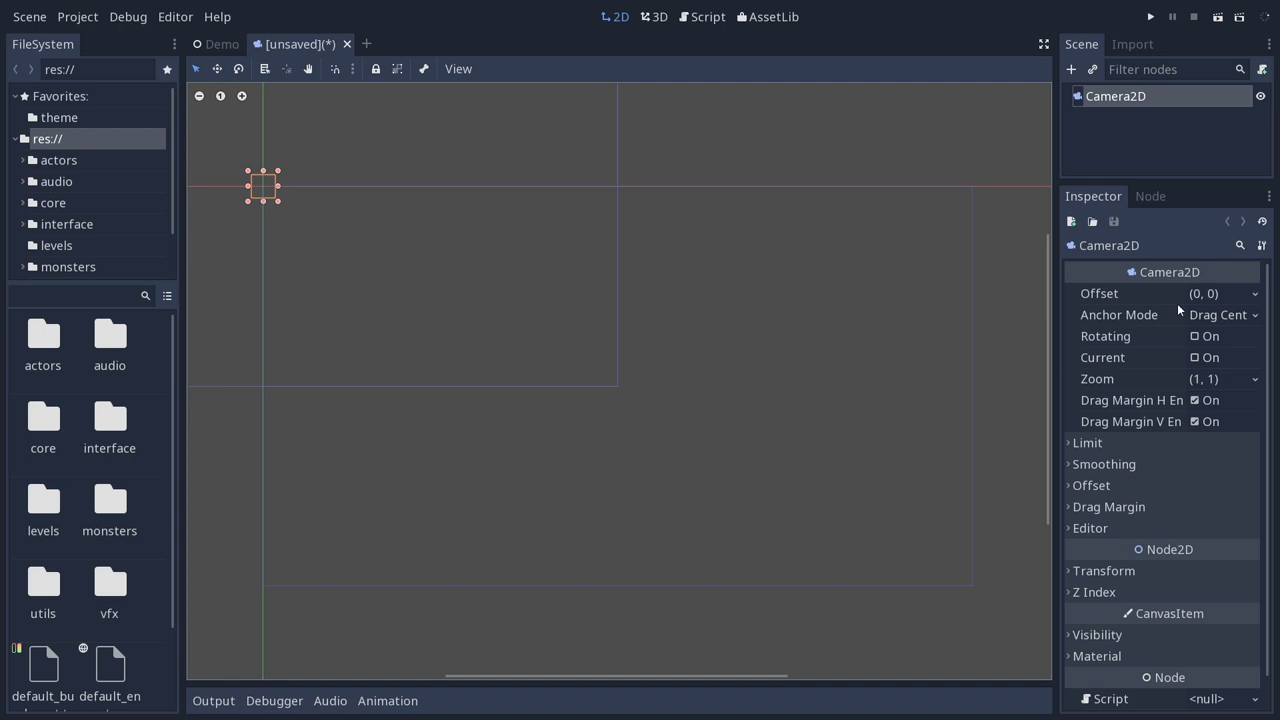 Scene Project Debug Editor Help
2D 3D Script AssetLib
FileSystem
res://
Favorites:
theme
res://
actors
audio
core
interface
levels
monsters
actors audio
core interface
levels monsters
utils vfx
default_bu default_en
Demo [unsaved](*)
View
Output Debugger Audio Animation
Scene Import
Filter nodes
Camera2D
Inspector Node
Camera2D
Camera2D
Offset (0, 0)
Anchor Mode Drag Cent
Rotating On
Current On
Zoom (1, 1)
Drag Margin H En On
Drag Margin V En On
Limit
Smoothing
Offset
Drag Margin
Editor
Node2D
Transform
Z Index
CanvasItem
Visibility
Material
Node
Script <null>